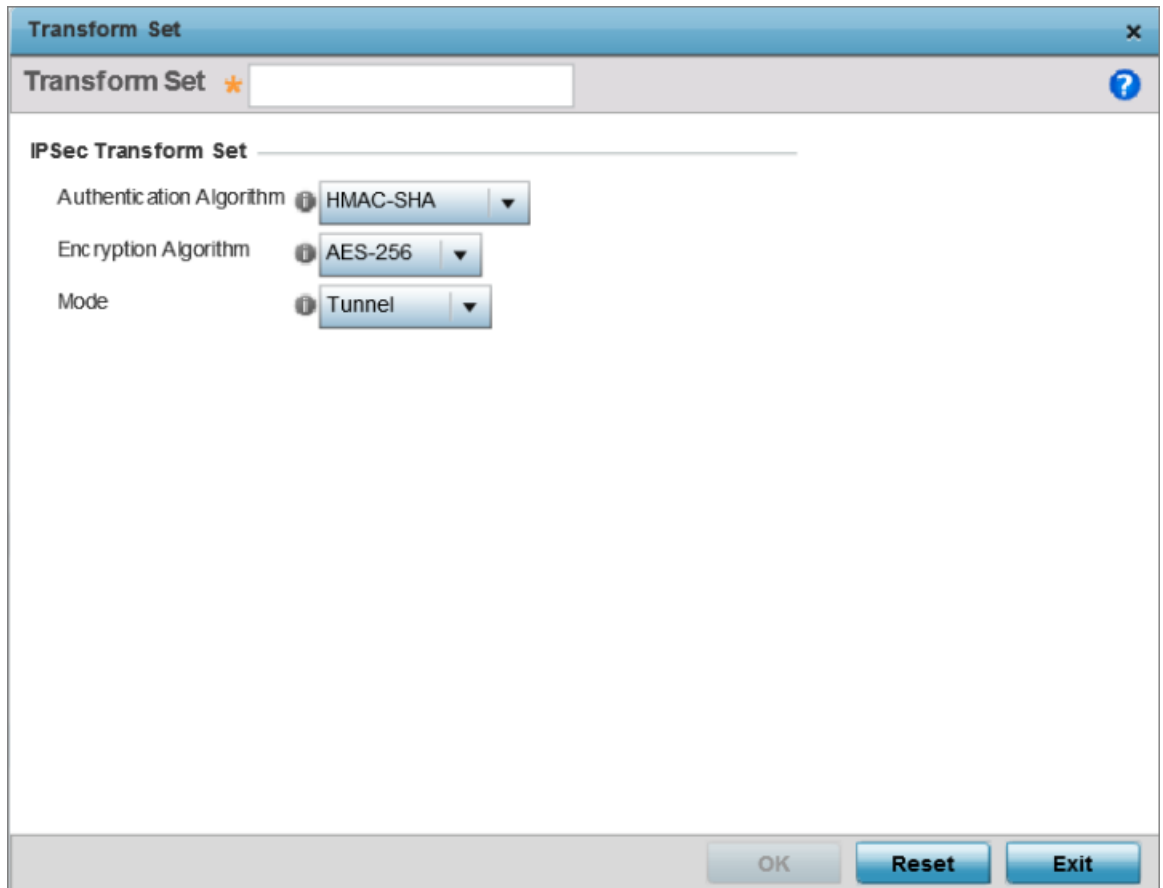 Transform Set
Transform Set *
IPSec Transform Set
Authentication Algorithm HMAC-SHA
Encryption Algorithm AES-256
Mode Tunnel
OK Reset Exit